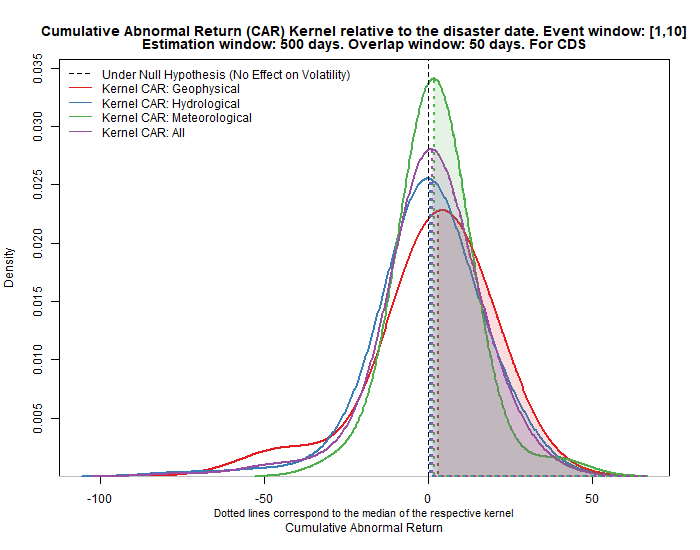 Cumulative Abnormal Return (CAR) Kernel relative to the disaster date. Event window: [1,10]
Estimation window: 500 days. Overlap window: 50 days. For CDS
Under Null Hypothesis (No Effect on Volatility)
Kernel CAR: Geophysical
Kernel CAR: Hydrological
Kernel CAR: Meteorological
Kernel CAR: All
0.035
0.030
0.025
0.020
0.015
0.010
0.005
Density
-100
-50
0
50
Dotted lines correspond to the median of the respective kernel
Cumulative Abnormal Return